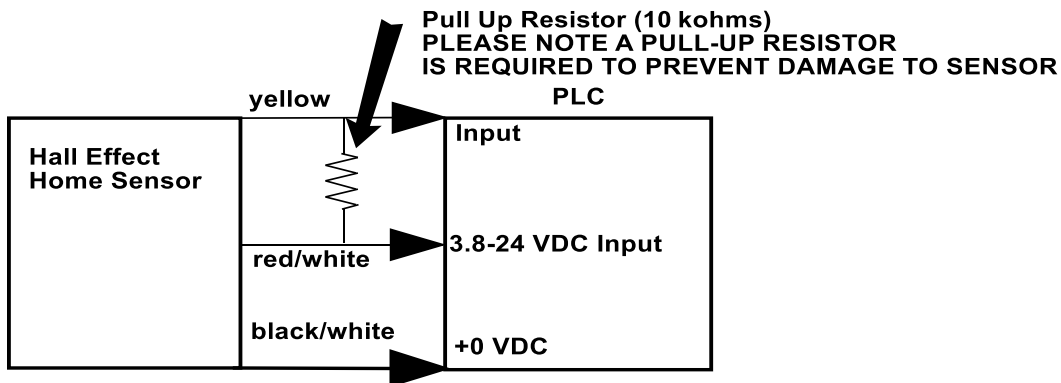 Pull Up Resistor (10 kohms)
PLEASE NOTE A PULL-UP RESISTOR
IS REQUIRED TO PREVENT DAMAGE TO SENSOR
PLC
yellow
Input
Hall Effect
Home Sensor
3.8-24 VDC Input
red/white
black/white
+0 VDC